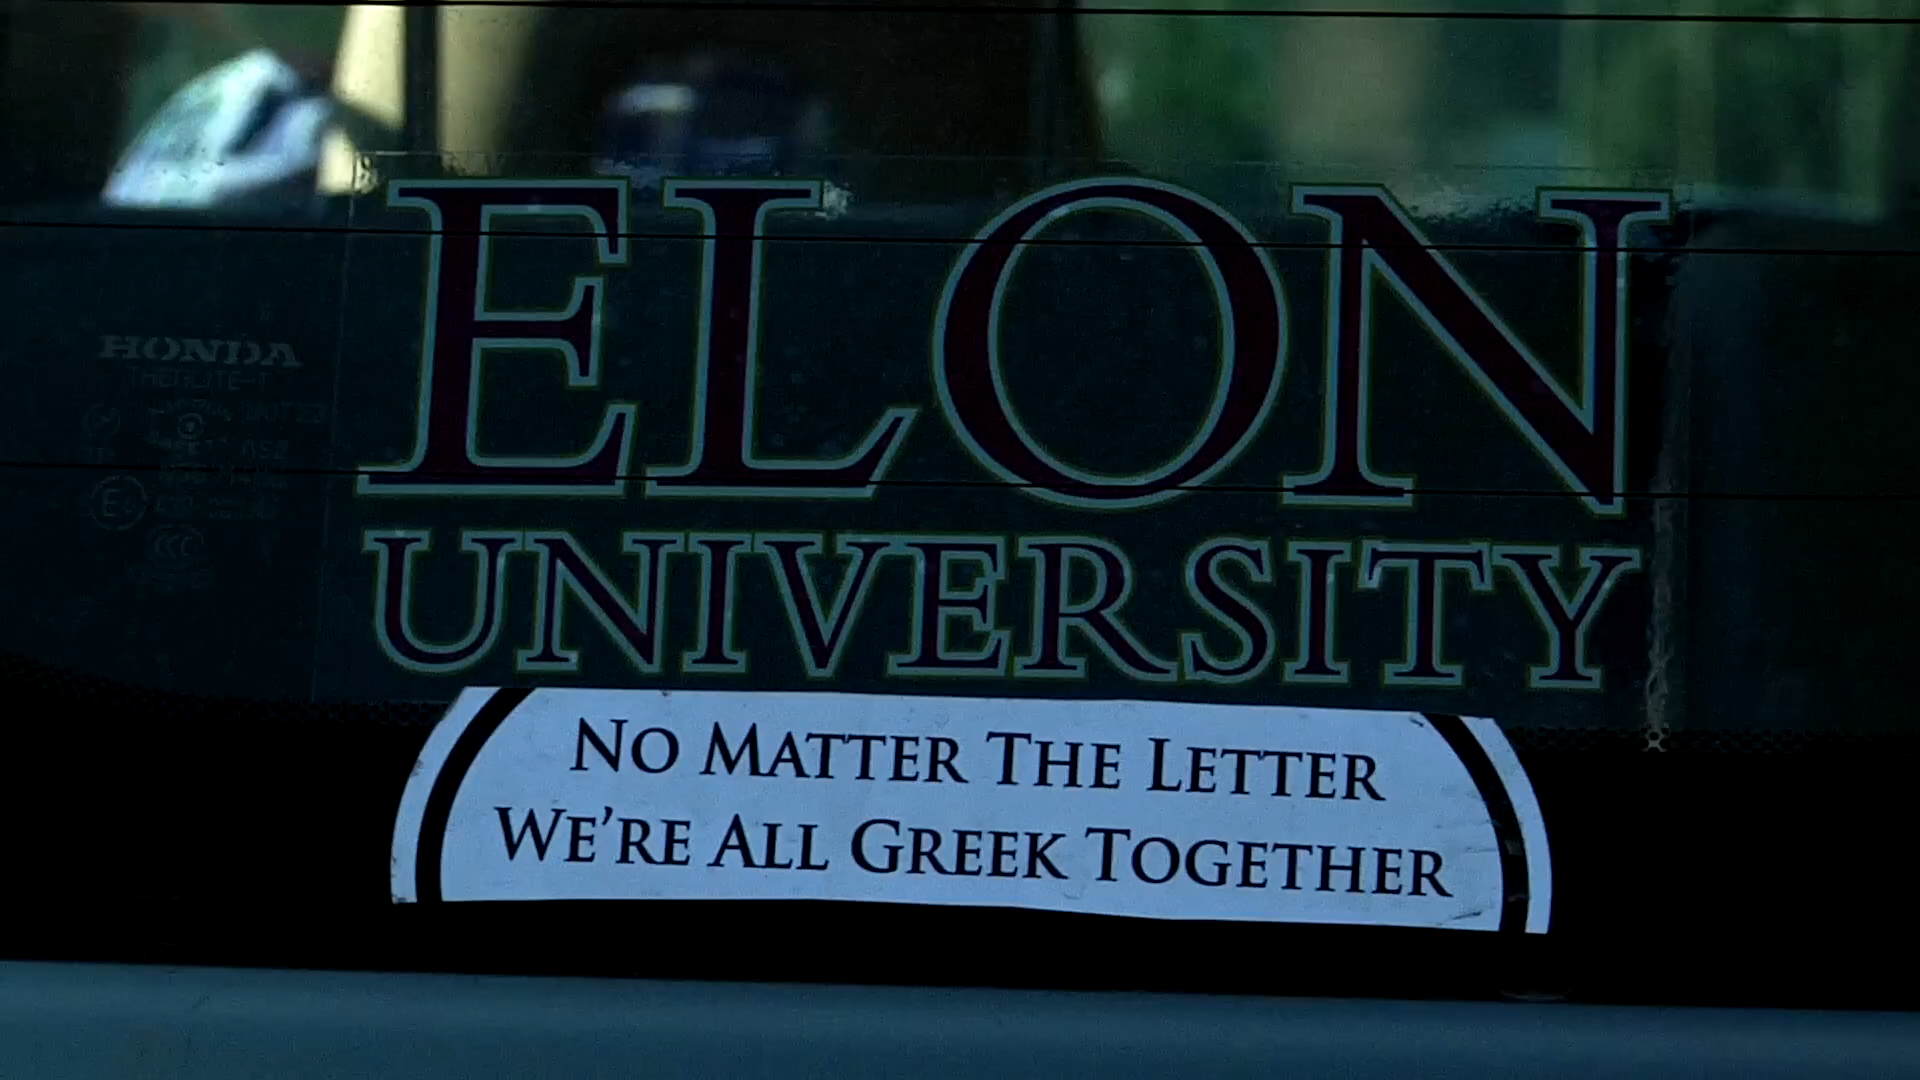 ELON
HONDA
UNIVERSITY
No Matter The Letter
We're All Greek Together